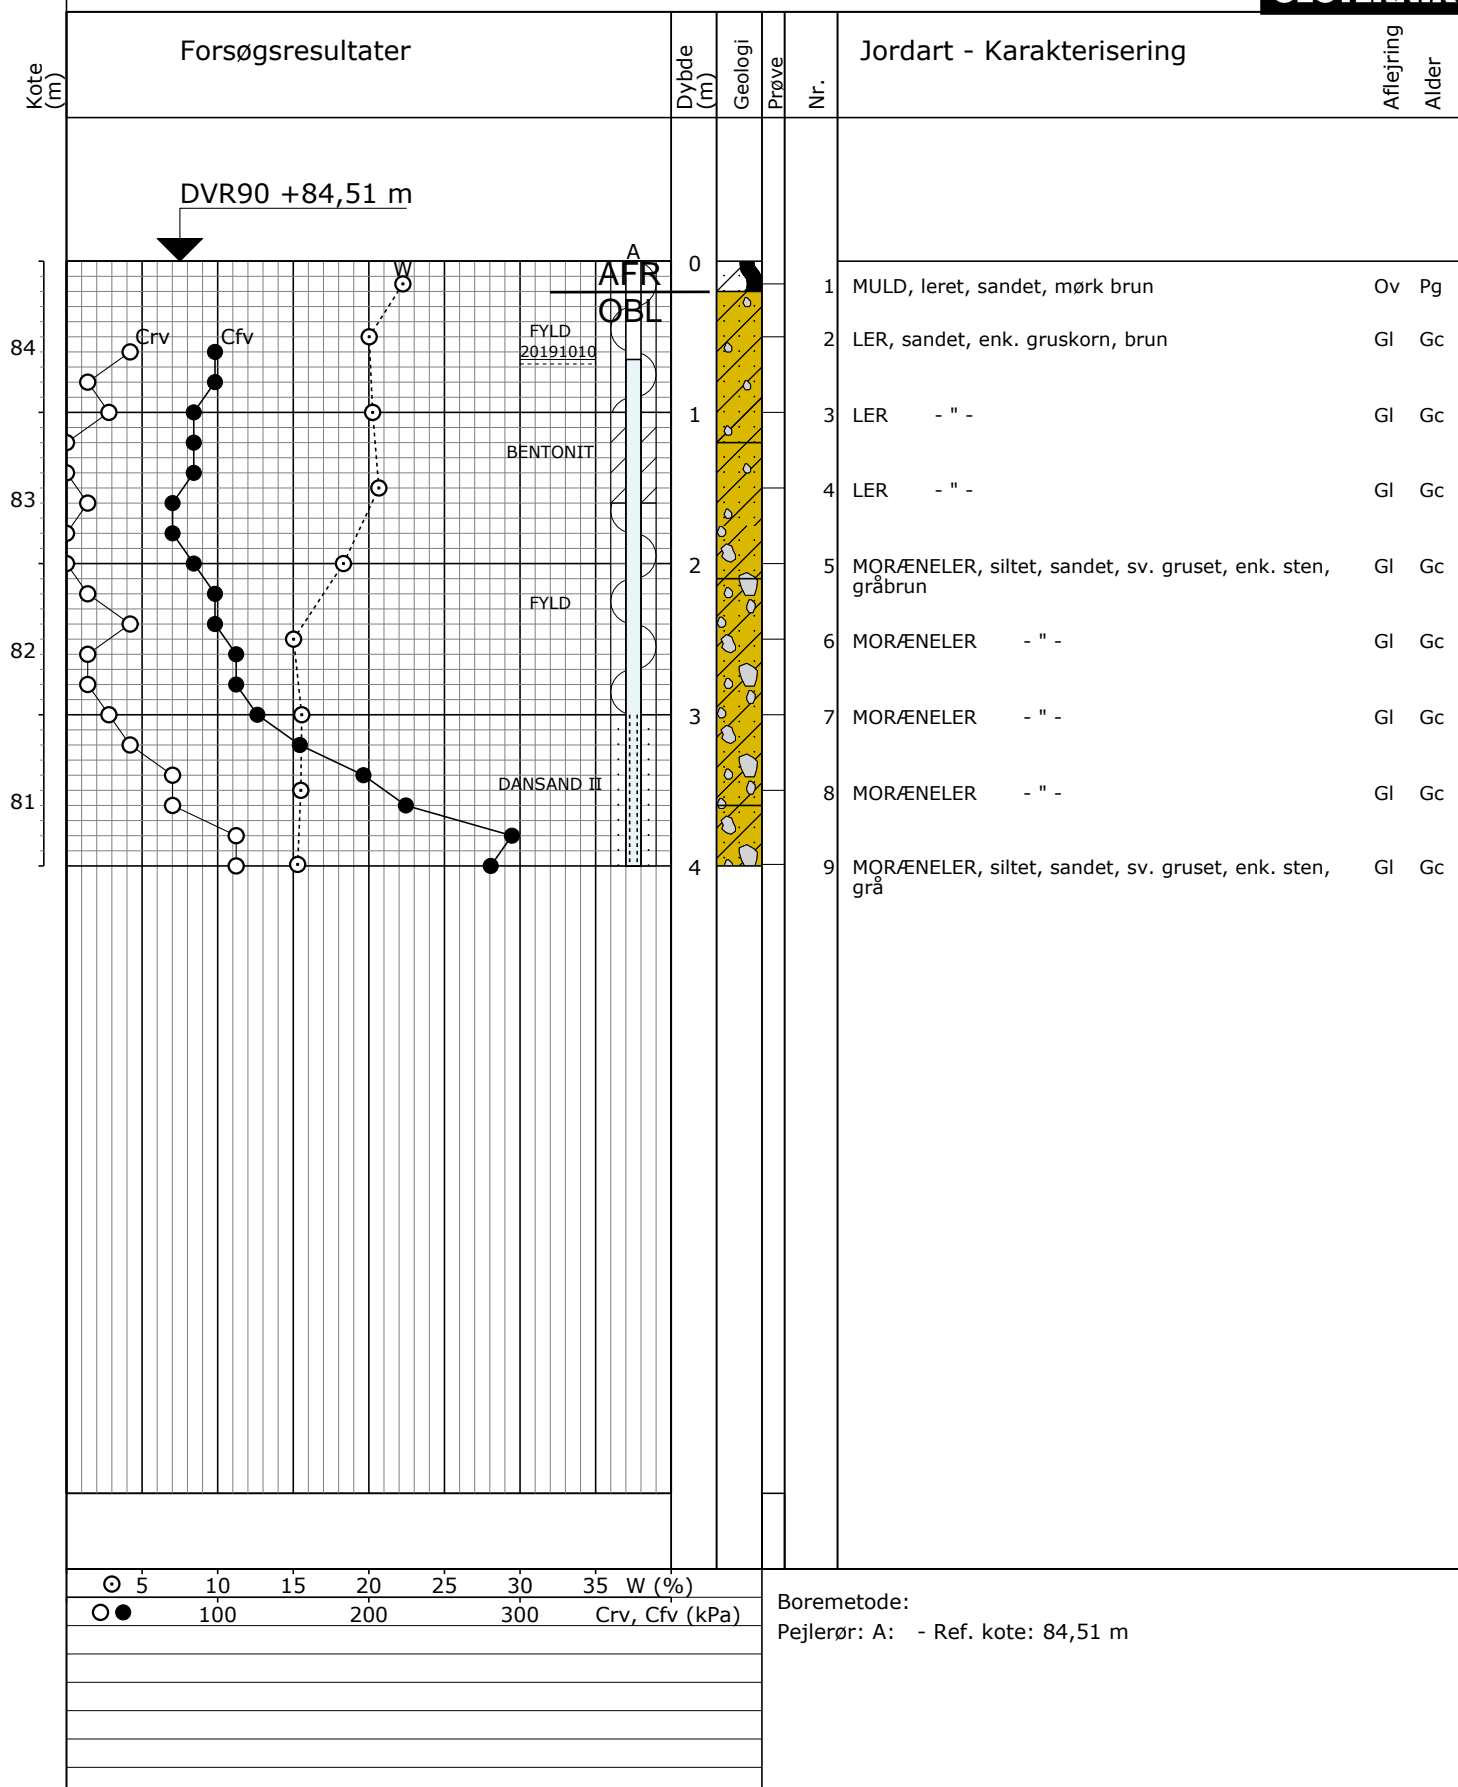 Kote (m)
Forsøgsresultater
Dybde (m)
Geologi
Prøve
Nr.
Jordart - Karakterisering
Aflejring
Alder
DVR90 +84,51 m
A
0
W
AFR
1 MULD, leret, sandet, mørk brun Ov Pg
OBL
Crv Cfv
FYLD
2 LER, sandet, enk. gruskorn, brun Gl Gc
84
20191010
1
3 LER - " - Gl Gc
BENTONIT
83
4 LER - " - Gl Gc
2
5 MORÆNELER, siltet, sandet, sv. gruset, enk. sten, Gl Gc
gråbrun
FYLD
82
6 MORÆNELER - " - Gl Gc
3
7 MORÆNELER - " - Gl Gc
DANSAND II
81
8 MORÆNELER - " - Gl Gc
4
9 MORÆNELER, siltet, sandet, sv. gruset, enk. sten, Gl Gc
grå
5 10 15 20 25 30 35 W (%)
100 200 300 Crv, Cfv (kPa)
Boremetode:
Pejlerør: A: - Ref. kote: 84,51 m